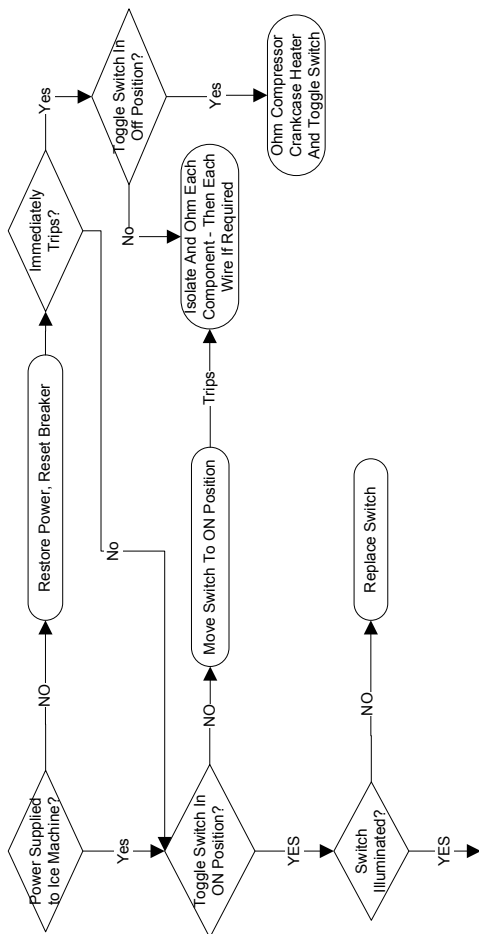 Power Supplied
to Ice Machine?
NO
Restore Power, Reset Breaker
Immediately
Trips?
Yes
Toggle Switch In
Off Position?
Yes
Ohm Compressor
Crankcase Heater
And Toggle Switch
No
Isolate And Ohm Each
Component - Then Each
Wire If Required
No
Yes
Toggle Switch In
ON Position?
NO
Move Switch To ON Position
Trips
YES
Switch
Illuminated?
NO
Replace Switch
YES